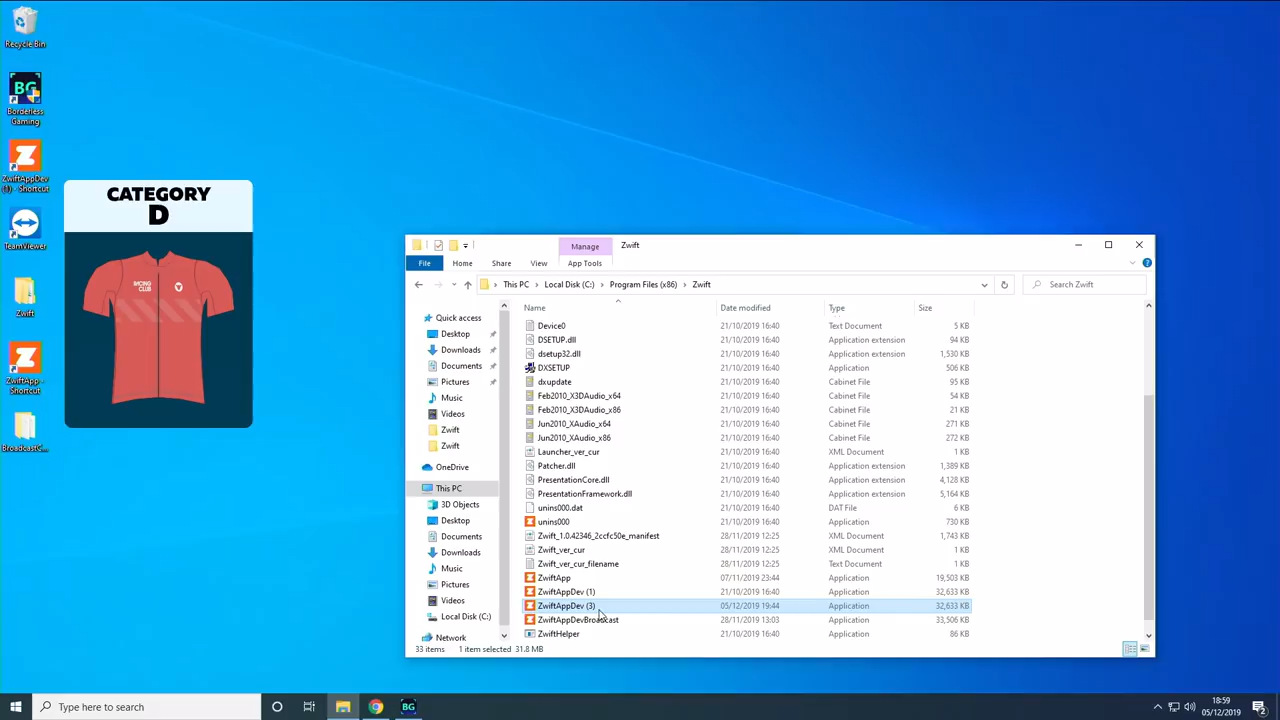 Recycle Bin
BG
Borderless
Gaming
ZwiftAppDev
(1) - Shortcut
TeamViewer
Zwift
ZwiftApp -
Shortcut
BroadcastC...
CATEGORY
D
RACING
CLUB
Manage
Zwift
File
Home
Share
View
App Tools
This PC
Local Disk (C:)
Program Files (x86)
Zwift
Search Zwift
Quick access
Desktop
Downloads
Documents
Pictures
Music
Videos
Zwift
Zwift
OneDrive
This PC
3D Objects
Desktop
Documents
Downloads
Music
Pictures
Videos
Local Disk (C:)
Network
Name Date modified Type Size
Device0 21/10/2019 16:40 Text Document 5 KB
DSETUP.dll 21/10/2019 16:40 Application extension 94 KB
dsetup32.dll 21/10/2019 16:40 Application extension 1,530 KB
DXSETUP 21/10/2019 16:40 Application 506 KB
dxupdate 21/10/2019 16:40 Cabinet File 95 KB
Feb2010_X3DAudio_x64 21/10/2019 16:40 Cabinet File 54 KB
Feb2010_X3DAudio_x86 21/10/2019 16:40 Cabinet File 21 KB
Jun2010_XAudio_x64 21/10/2019 16:40 Cabinet File 271 KB
Jun2010_XAudio_x86 21/10/2019 16:40 Cabinet File 272 KB
Launcher_ver_cur 21/10/2019 16:40 XML Document 1 KB
Patcher.dll 21/10/2019 16:40 Application extension 1,389 KB
PresentationCore.dll 21/10/2019 16:40 Application extension 4,128 KB
PresentationFramework.dll 21/10/2019 16:40 Application extension 5,164 KB
unins000.dat 21/10/2019 16:40 DAT File 6 KB
unins000 21/10/2019 16:40 Application 730 KB
Zwift_1.0.42346_2ccfc50e_manifest 28/11/2019 12:25 XML Document 1,743 KB
Zwift_ver_cur 28/11/2019 12:25 XML Document 1 KB
Zwift_ver_cur_filename 28/11/2019 12:25 Text Document 1 KB
ZwiftApp 07/11/2019 23:44 Application 19,503 KB
ZwiftAppDev (1) 21/10/2019 16:40 Application 32,633 KB
ZwiftAppDev (3) 05/12/2019 19:44 Application 32,633 KB
ZwiftAppDevBroadcast 28/11/2019 13:03 Application 33,506 KB
ZwiftHelper 21/10/2019 16:40 Application 86 KB
33 items 1 item selected 31.8 MB
Type here to search
BG
18:59
05/12/2019
2